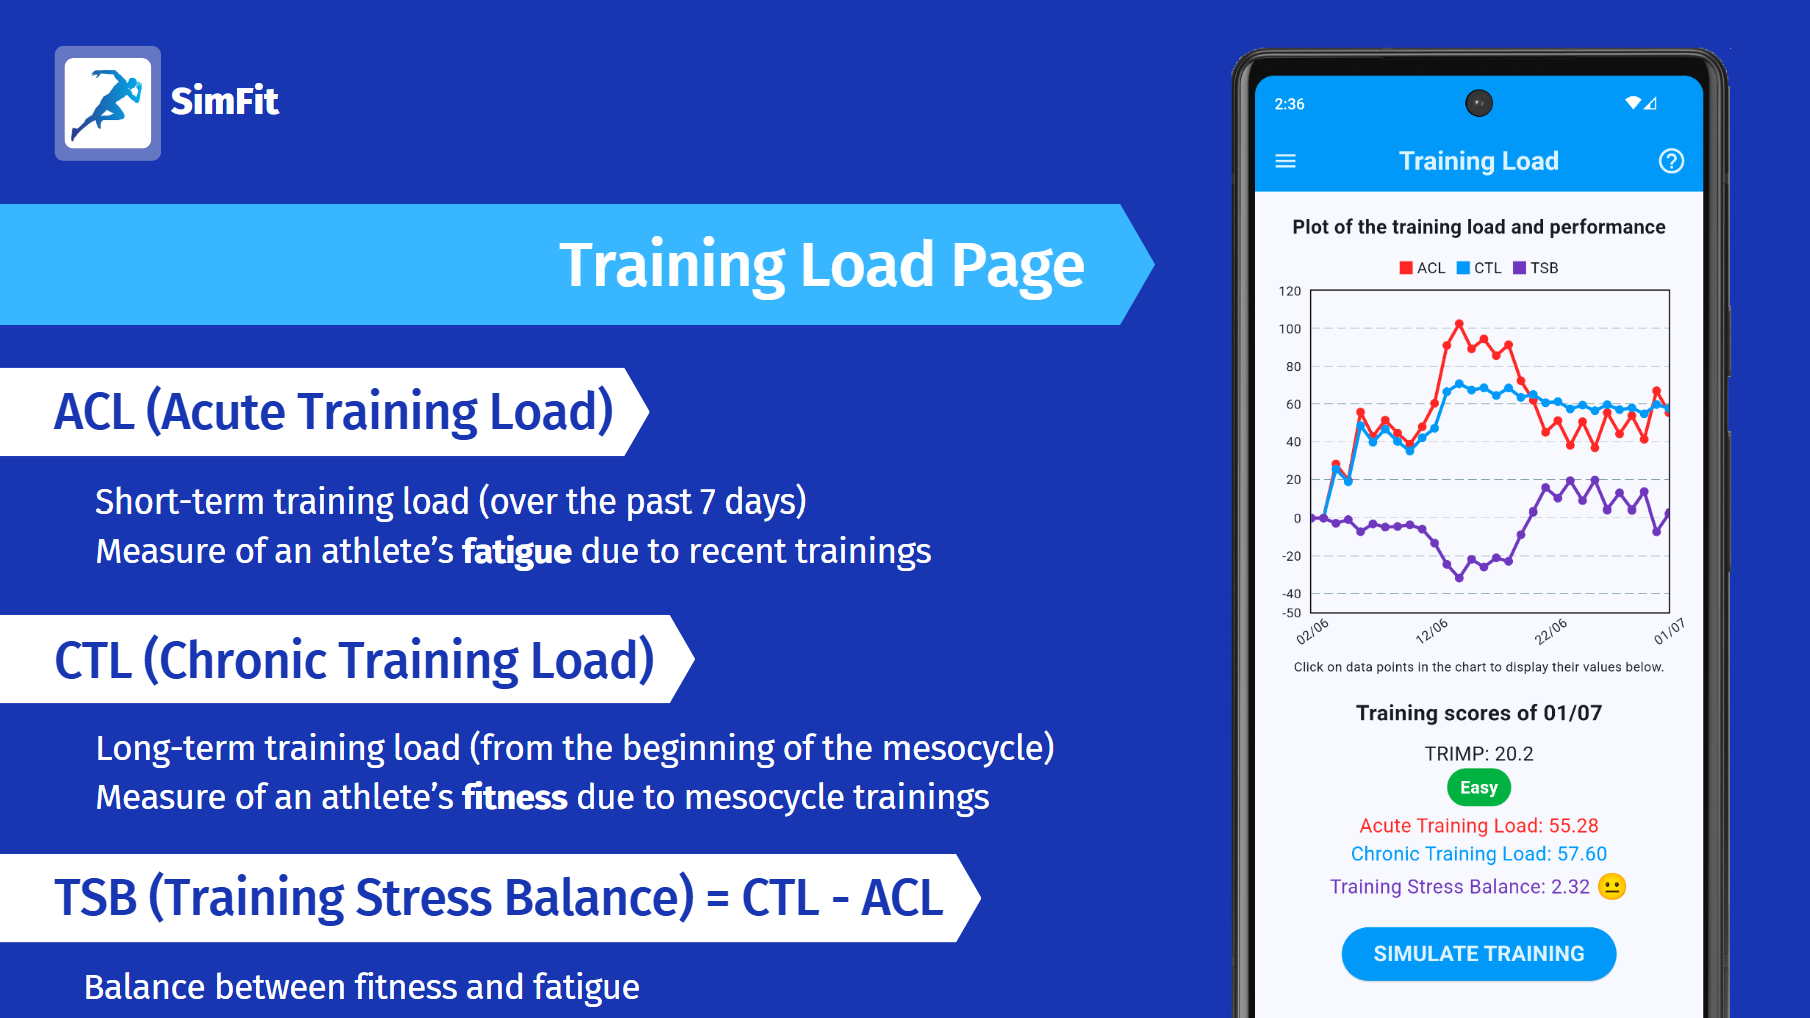 SimFit
Training Load Page
ACL (Acute Training Load)
Short-term training load (over the past 7 days)
Measure of an athlete's fatigue due to recent trainings
CTL (Chronic Training Load)
Long-term training load (from the beginning of the mesocycle)
Measure of an athlete's fitness due to mesocycle trainings
TSB (Training Stress Balance) = CTL - ACL
Balance between fitness and fatigue
2:36
Training Load
?
Plot of the training load and performance
ACL CTL TSB
120
100
80
60
40
20
0
-20
-40
-50
02/06 12/06 22/06 01/07
Click on data points in the chart to display their values below.
Training scores of 01/07
TRIMP: 20.2
Easy
Acute Training Load: 55.28
Chronic Training Load: 57.60
Training Stress Balance: 2.32
SIMULATE TRAINING